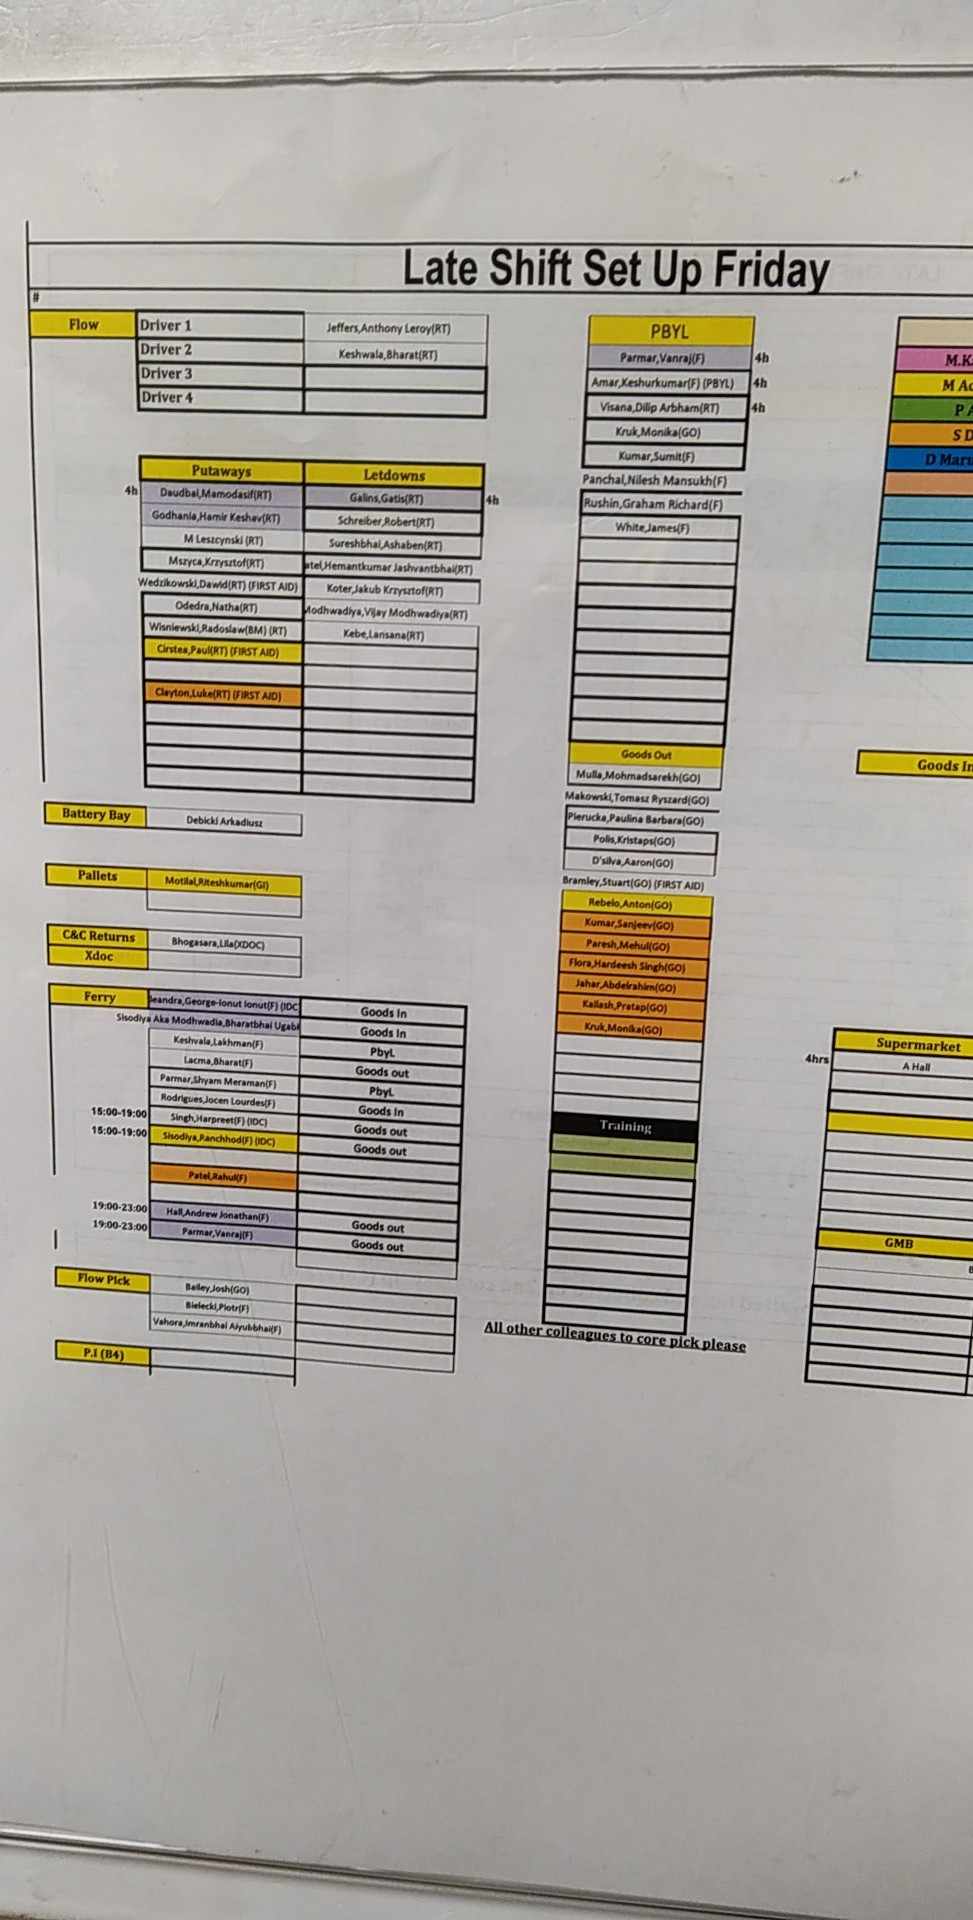 Late Shift Set Up Friday
#
Flow
Driver 1 Jeffers,Anthony Leroy(RT)
Driver 2 Keshwala,Bharat(RT)
Driver 3
Driver 4
Putaways Letdowns
4h Daudbal,Mamodasif(RT) Galins,Gatis(RT) 4h
Godhania,Hamir Keshav(RT) Schreiber,Robert(RT)
M Leszcynski (RT) Sureshbhai,Ashaben(RT)
Mszyca,Krzysztof(RT) atel,Hemantkumar Jashvantbhai(RT)
Wedzikowski,Dawid(RT) (FIRST AID) Koter,Jakub Krzysztof(RT)
Odedra,Natha(RT) Modhwadiya,Vijay Modhwadiya(RT)
Wisniewski,Radoslaw(BM) (RT) Kebe,Lansana(RT)
Cirstea,Paul(RT) (FIRST AID)
Clayton,Luke(RT) (FIRST AID)
Battery Bay Debicki Arkadiusz
Pallets Motilal,Riteshkumar(GI)
C&C Returns Bhogasara,Lila(XDOC)
Xdoc
Ferry eandra,George-Ionut Ionut(F) (IDC Goods In
Sisodiya Aka Modhwadia,Bharatbhai Ugabh Goods In
Keshvala,Lakhman(F) PbyL
Lacma,Bharat(F) Goods out
Parmar,Shyam Meraman(F) PbyL
Rodrigues,Jocen Lourdes(F) Goods In
15:00-19:00 Singh,Harpreet(F) (IDC) Goods out
15:00-19:00 Sisodiya,Ranchhod(F) (IDC) Goods out
Patel,Rahul(F)
19:00-23:00 Hall,Andrew Jonathan(F) Goods out
19:00-23:00 Parmar,Vanraj(F) Goods out
Flow Pick Bailey,Josh(GO)
Bielecki,Piotr(F)
Vahora,Imranbhai Aiyubbhai(F)
P.I (B4)
PBYL
Parmar,Vanraj(F) 4h
Amar,Keshurkumar(F) (PBYL) 4h
Visana,Dilip Arbham(RT) 4h
Kruk,Monika(GO)
Kumar,Sumit(F)
Panchal,Nilesh Mansukh(F)
Rushin,Graham Richard(F)
White,James(F)
Goods Out
Mulla,Mohmadsarekh(GO)
Makowski,Tomasz Ryszard(GO)
Pierucka,Paulina Barbara(GO)
Polis,Kristaps(GO)
D'silva,Aaron(GO)
Bramley,Stuart(GO) (FIRST AID)
Rebelo,Anton(GO)
Kumar,Sanjeev(GO)
Paresh,Mehul(GO)
Flora,Hardeesh Singh(GO)
Jahar,Abdelrahim(GO)
Kailash,Pratap(GO)
Kruk,Monika(GO)
Training
All other colleagues to core pick please
M.K
M Ac
P A
S D
D Maru
Goods In
Supermarket
4hrs A Hall
GMB